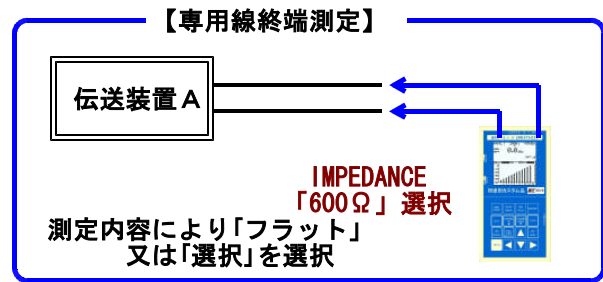 【専用線終端測定】
伝送装置A
IMPEDANCE
「600Ω」選択
測定内容により「フラット」
又は「選択」を選択